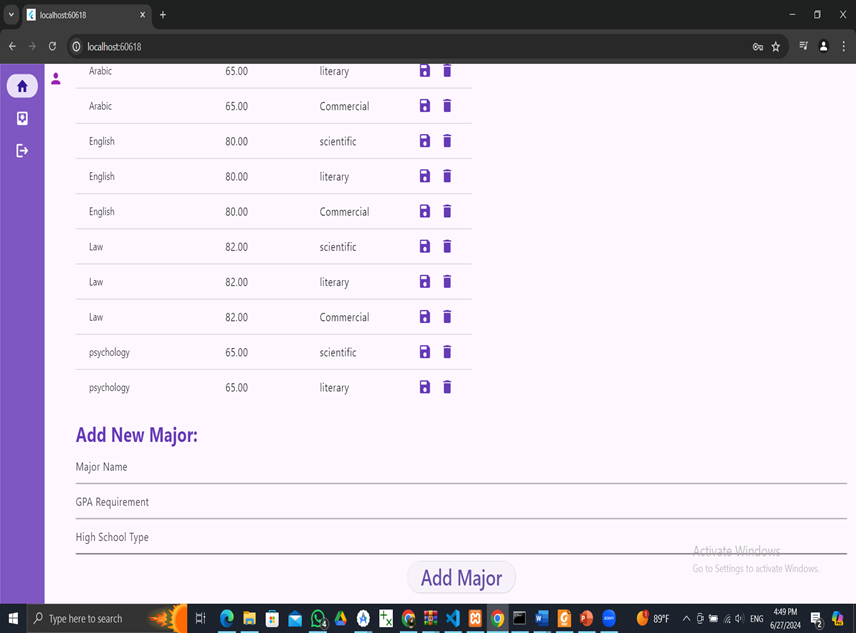 localhost:60618
localhost:60618
Arabic 65.00 literary
Arabic 65.00 Commercial
English 80.00 scientific
English 80.00 literary
English 80.00 Commercial
Law 82.00 scientific
Law 82.00 literary
Law 82.00 Commercial
psychology 65.00 scientific
psychology 65.00 literary
Add New Major:
Major Name
GPA Requirement
High School Type
Activate Windows
Go to Settings to activate Windows.
Add Major
Type here to search
4
89°F
ENG
4:49 PM
6/27/2024
2